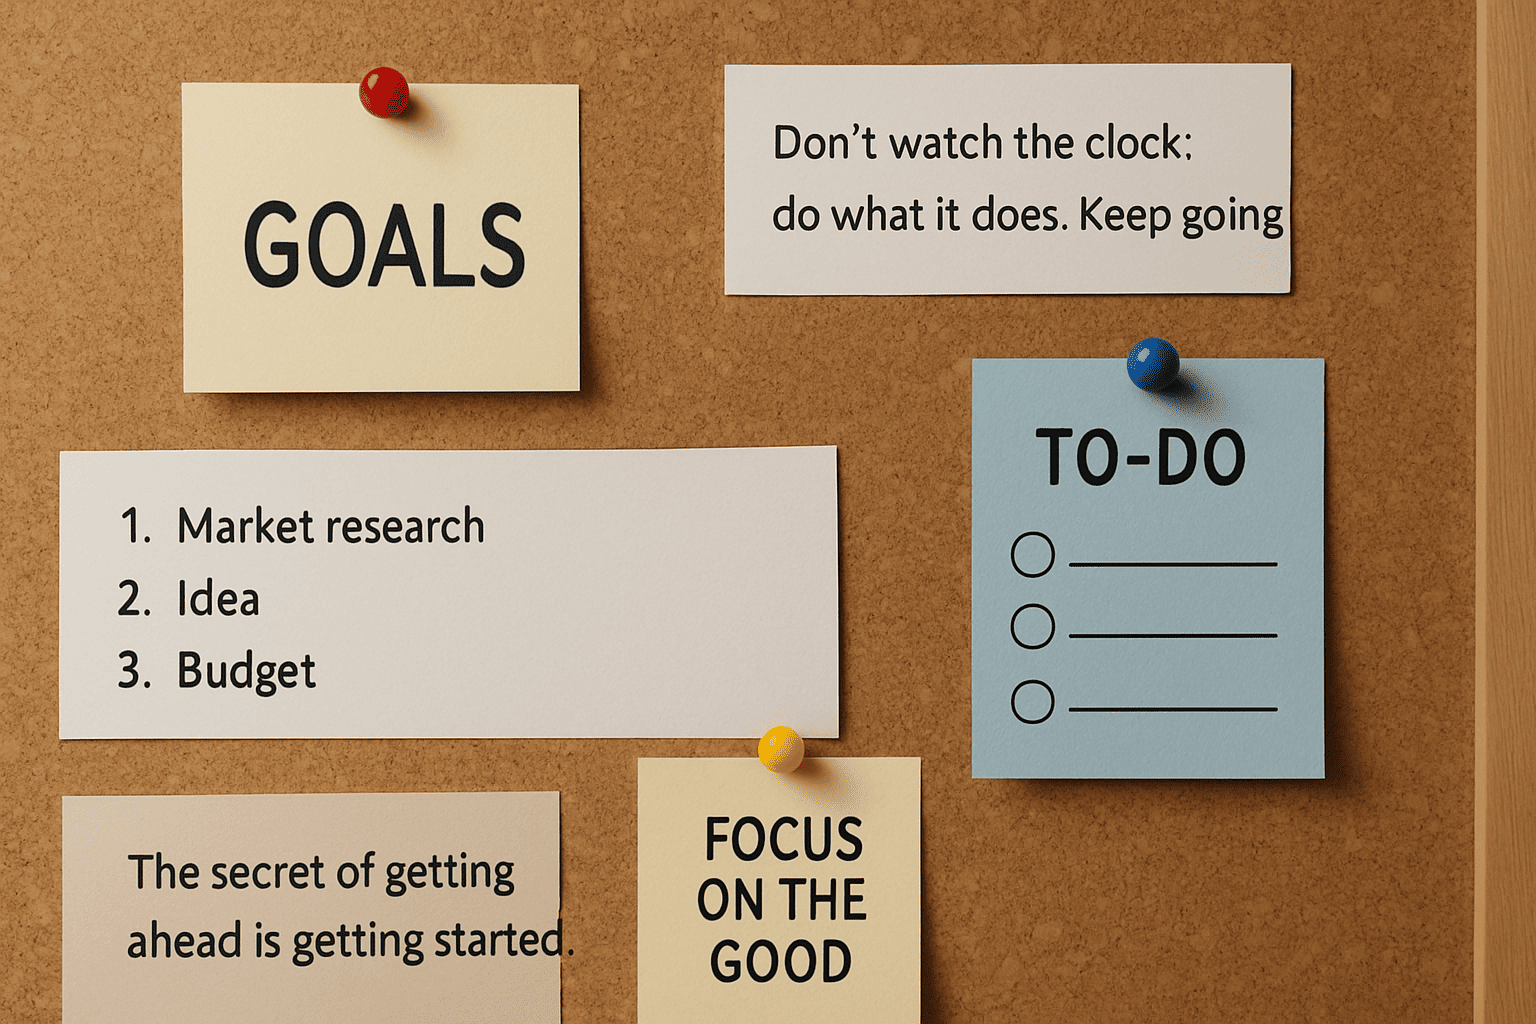 GOALS
Don't watch the clock;
do what it does. Keep going
1. Market research
2. Idea
3. Budget
TO-DO
The secret of getting
ahead is getting started.
FOCUS
ON THE
GOOD